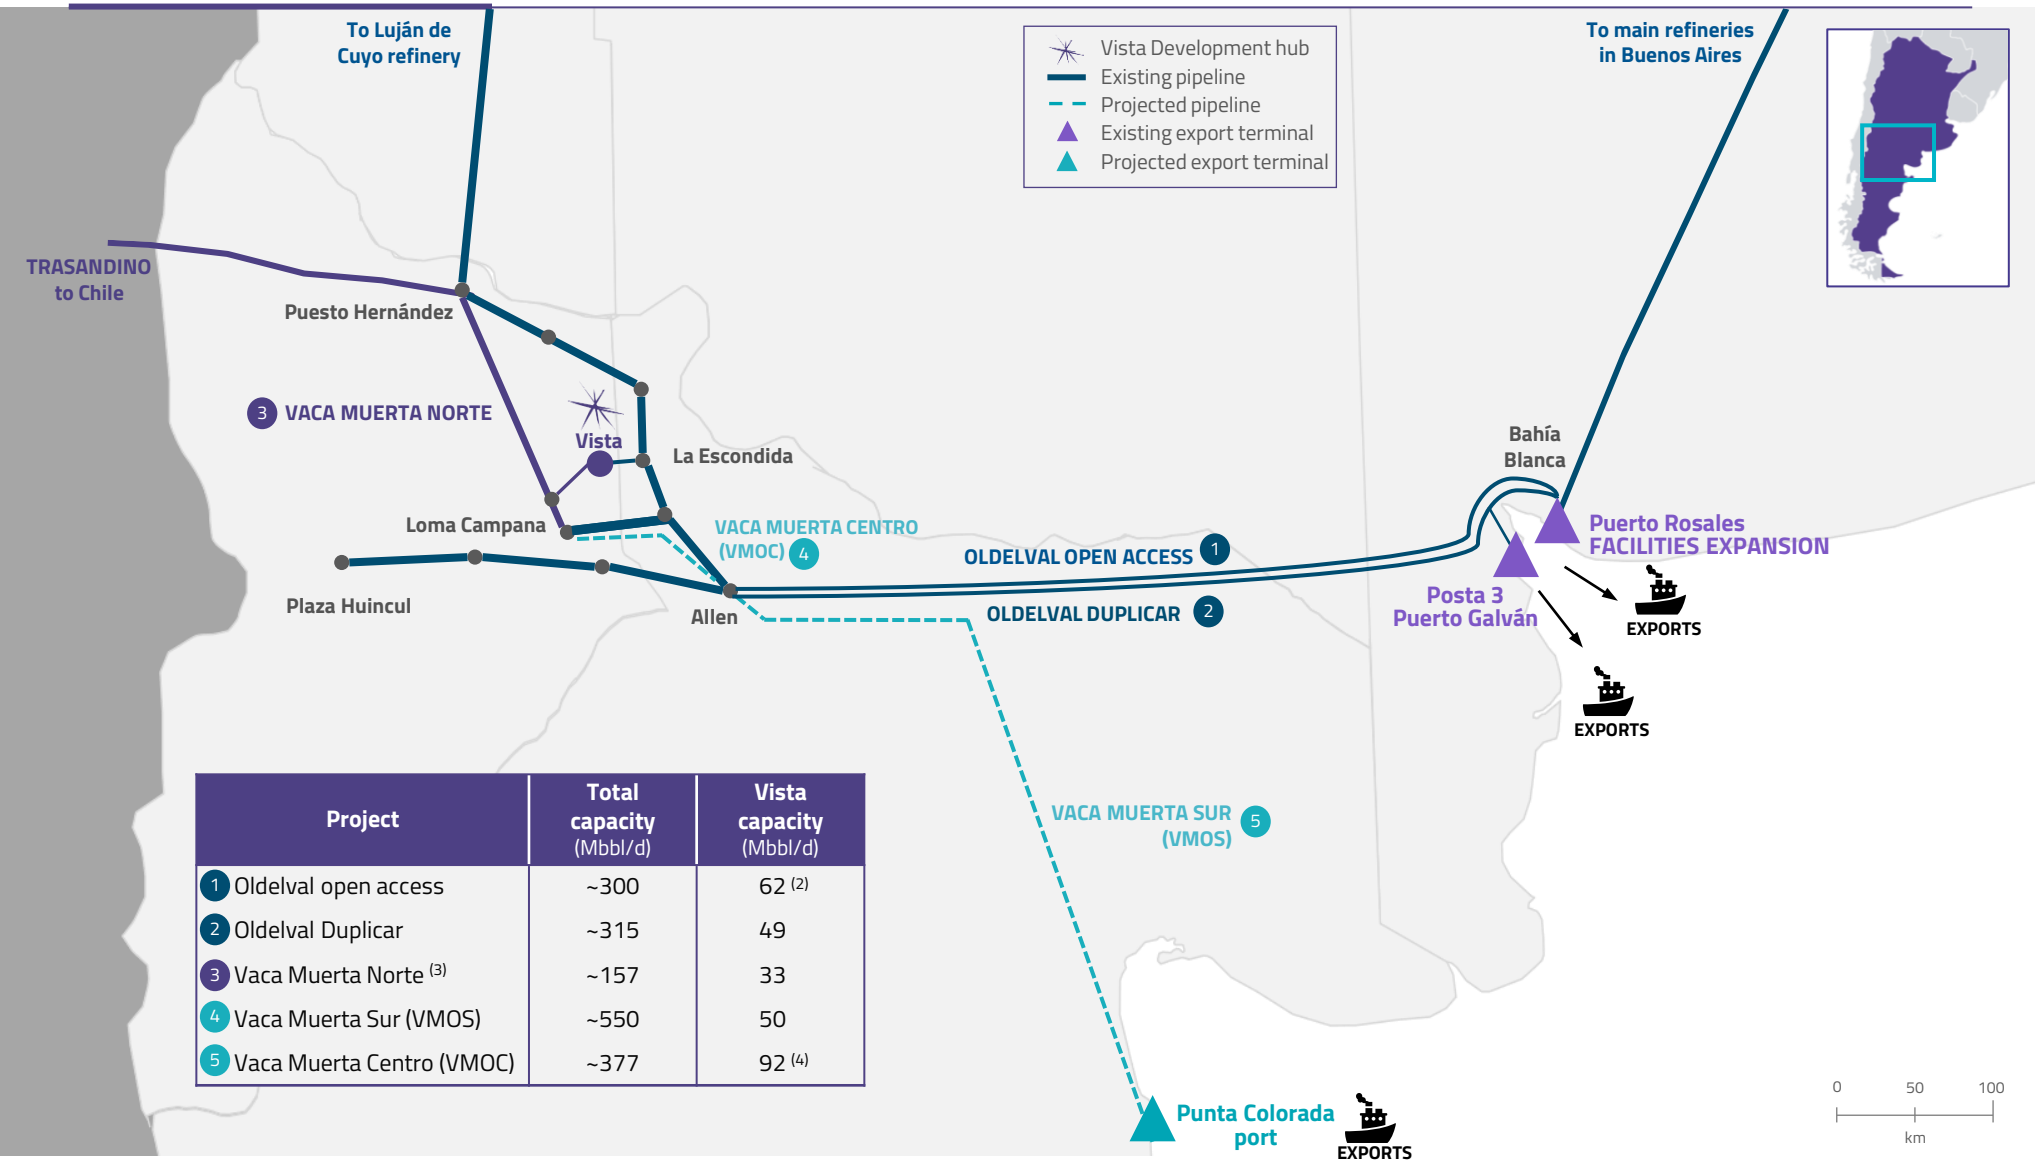 To Luján de
Cuyo refinery
Vista Development hub
Existing pipeline
Projected pipeline
Existing export terminal
Projected export terminal
To main refineries
in Buenos Aires
TRASANDINO
to Chile
Puesto Hernández
3 VACA MUERTA NORTE
Vista
La Escondida
Loma Campana
Plaza Huincul
VACA MUERTA CENTRO
(VMOC) 4
Allen
OLDELVAL OPEN ACCESS 1
OLDELVAL DUPLICAR 2
Bahía
Blanca
Puerto Rosales
FACILITIES EXPANSION
Posta 3
Puerto Galván
EXPORTS
EXPORTS
VACA MUERTA SUR 5
(VMOS)
Project Total capacity (Mbbl/d) Vista capacity (Mbbl/d)
1 Oldelval open access ~300 62 (2)
2 Oldelval Duplicar ~315 49
3 Vaca Muerta Norte (3) ~157 33
4 Vaca Muerta Sur (VMOS) ~550 50
5 Vaca Muerta Centro (VMOC) ~377 92 (4)
Punta Colorada
port
EXPORTS
0 50 100
km